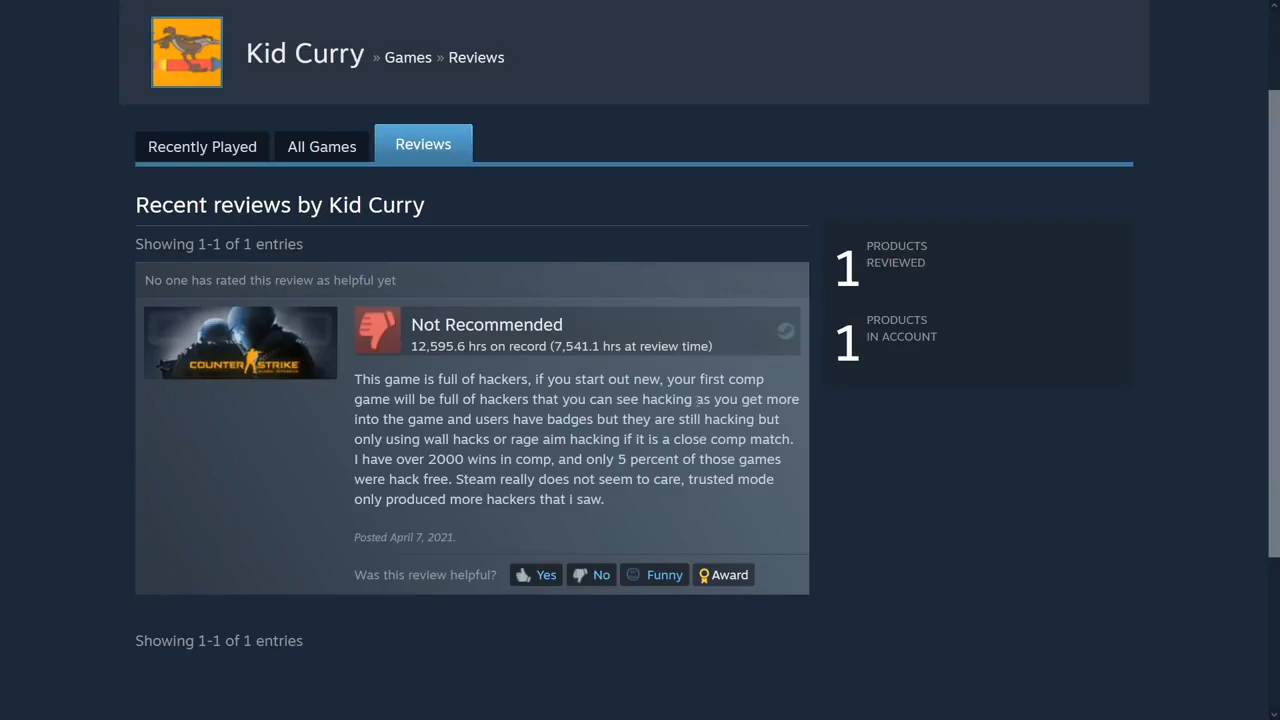 Kid Curry » Games » Reviews
Recently Played
All Games
Reviews
Recent reviews by Kid Curry
Showing 1-1 of 1 entries
No one has rated this review as helpful yet
COUNTER STRIKE
Not Recommended
12,595.6 hrs on record (7,541.1 hrs at review time)
This game is full of hackers, if you start out new, your first comp
game will be full of hackers that you can see hacking as you get more
into the game and users have badges but they are still hacking but
only using wall hacks or rage aim hacking if it is a close comp match.
I have over 2000 wins in comp, and only 5 percent of those games
were hack free. Steam really does not seem to care, trusted mode
only produced more hackers that i saw.
Posted April 7, 2021.
Was this review helpful? Yes No Funny Award
Showing 1-1 of 1 entries
1 PRODUCTS
REVIEWED
1 PRODUCTS
IN ACCOUNT